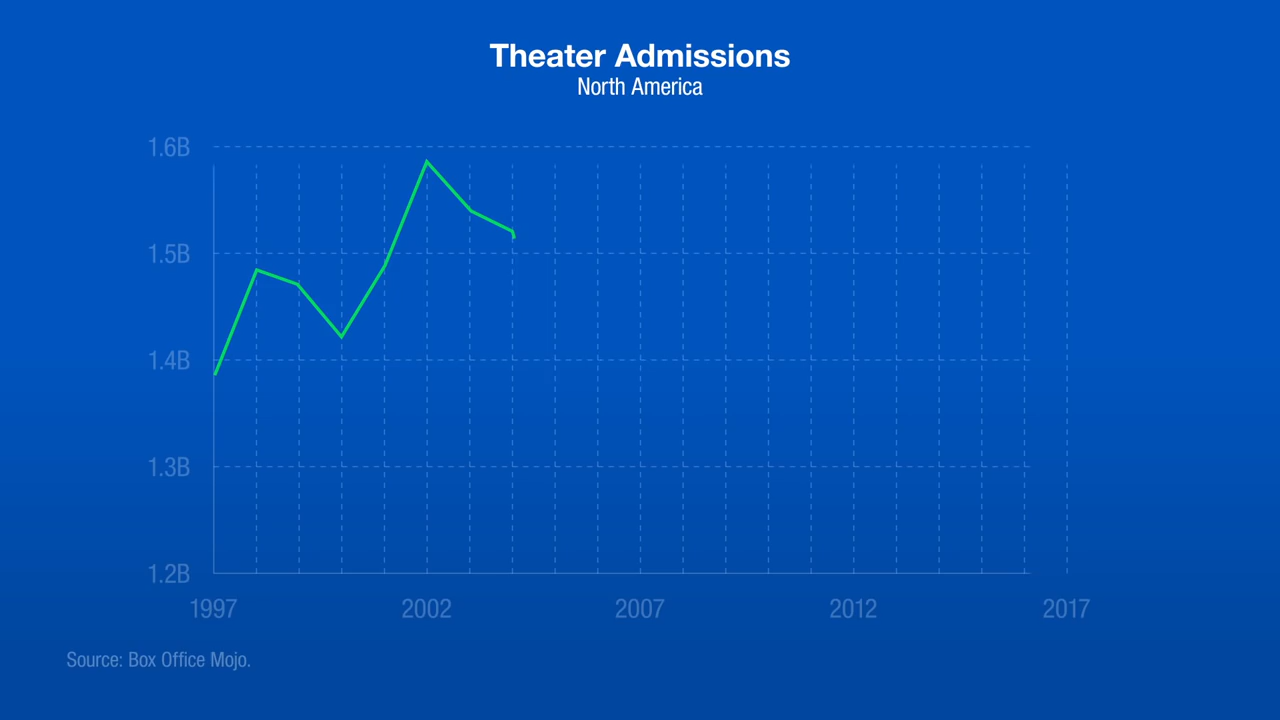 Theater Admissions
North America
1.6B
1.5B
1.4B
1.3B
1.2B
1997 2002 2007 2012 2017
Source: Box Office Mojo.